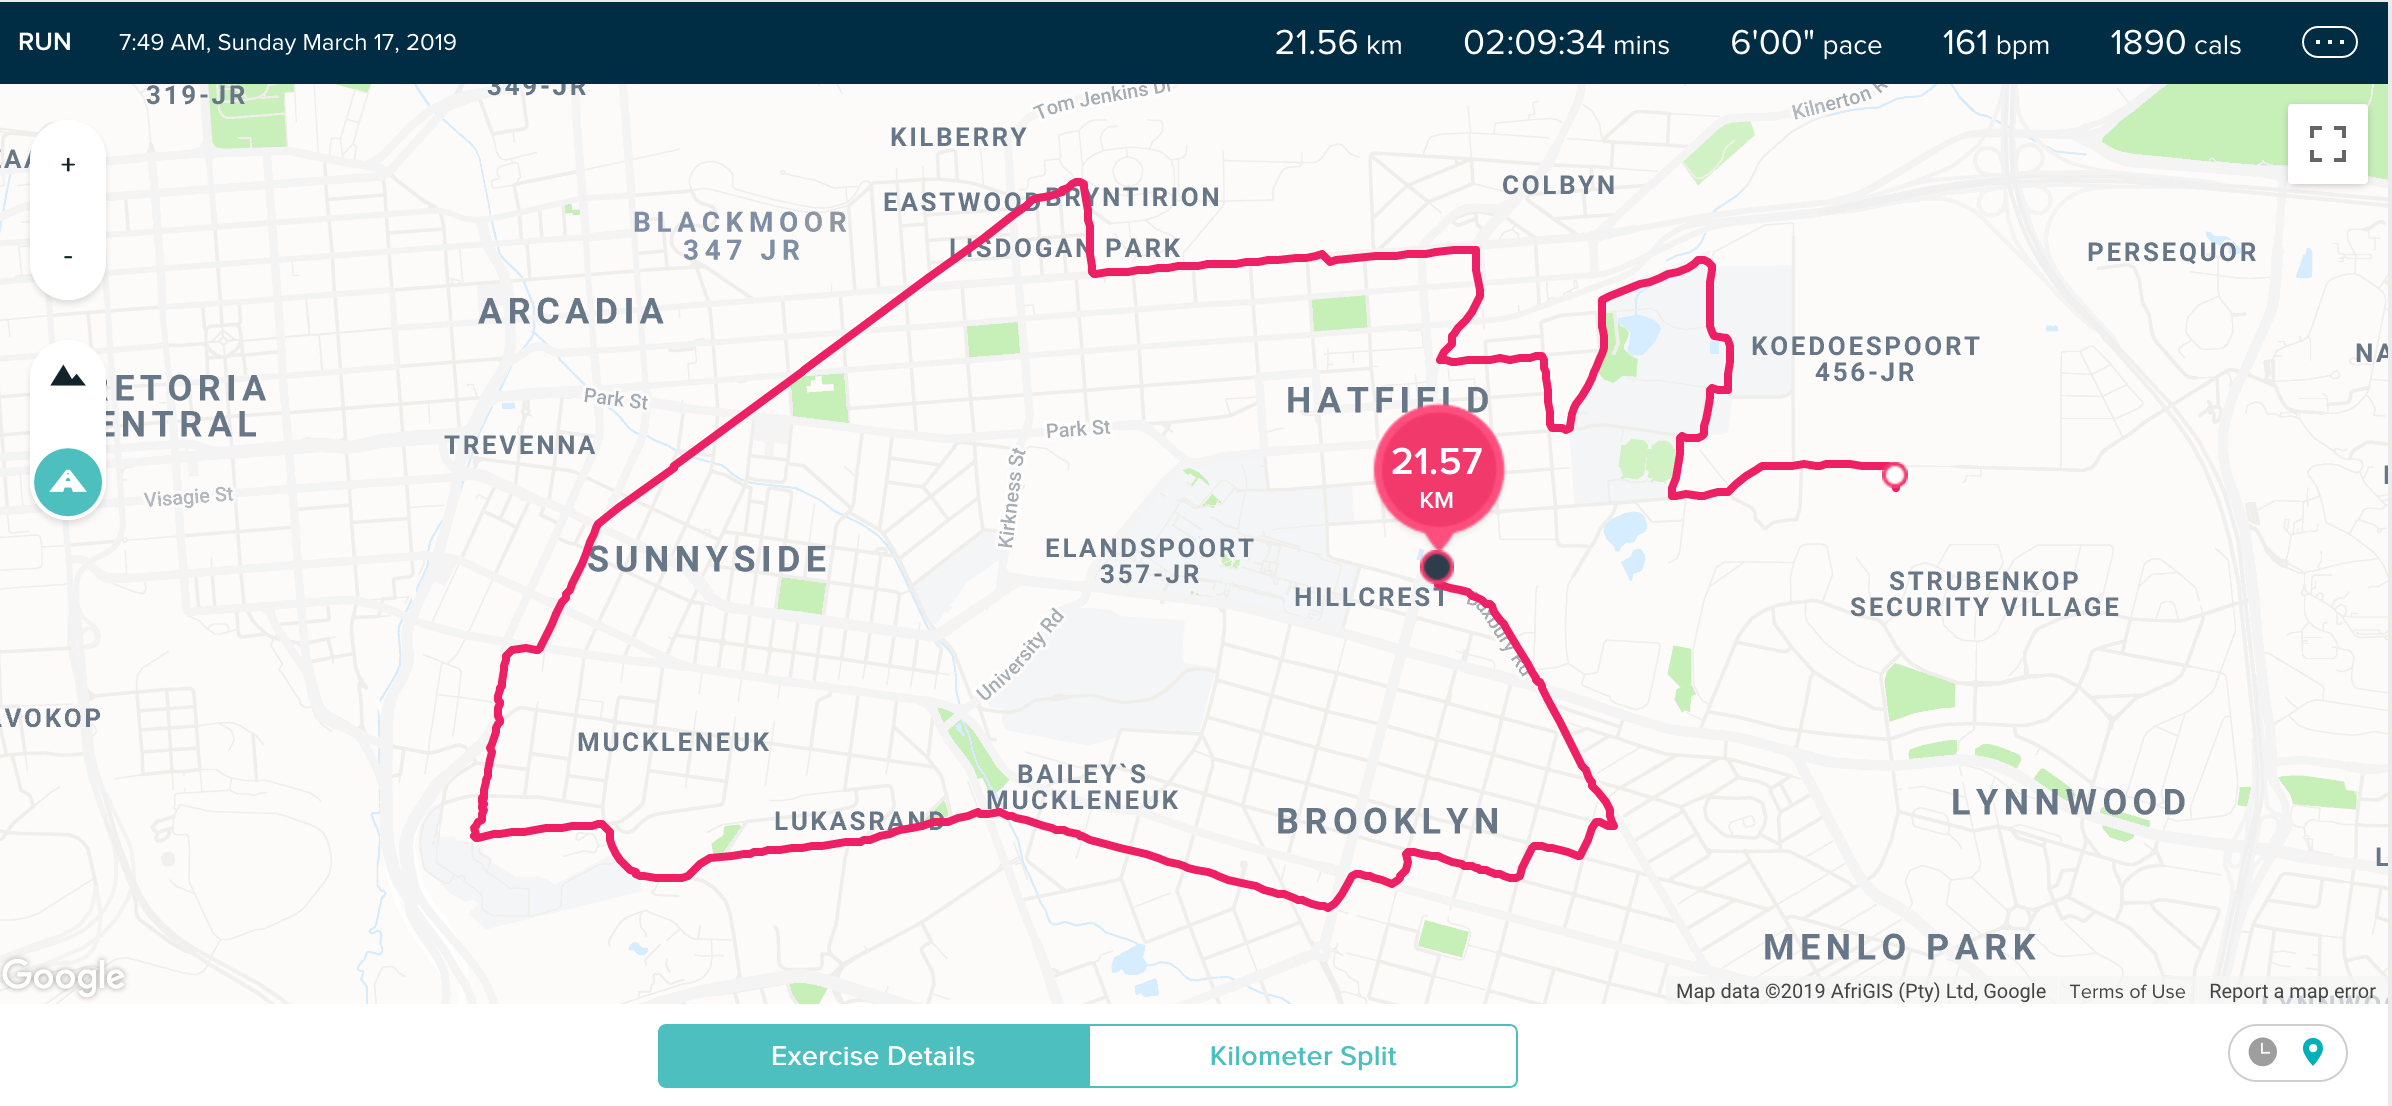 RUN
7:49 AM, Sunday March 17, 2019
21.56 km
02:09:34 mins
6'00" pace
161 bpm
1890 cals
319-JR
349-JR
Tom Jenkins Dr
Kilnerton R
KILBERRY
+
-
COLBYN
EASTWOOD
BRYNTIRION
BLACKMOOR
347 JR
LISDOGAN PARK
PERSEQUOR
ARCADIA
KOEDOESPOORT
456-JR
NA
RETORIA
ENTRAL
Park St
HATFIELD
Park St
TREVENNA
Kirkness St
21.57
KM
Visagie St
SUNNYSIDE
ELANDSPOORT
357-JR
HILLCREST
Duxbury Rd
STRUBENKOP
SECURITY VILLAGE
University Rd
VOKOP
MUCKLENEUK
BAILEY`S
MUCKLENEUK
LUKASRAND
BROOKLYN
LYNNWOOD
MENLO PARK
Google
Map data ©2019 AfriGIS (Pty) Ltd, Google
Terms of Use
Report a map error
Exercise Details
Kilometer Split